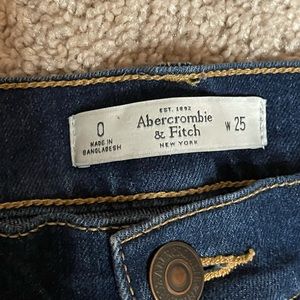 EST. 1892
0 Abercrombie W 25
MADE IN & Fitch
BANGLADESH NEW YORK